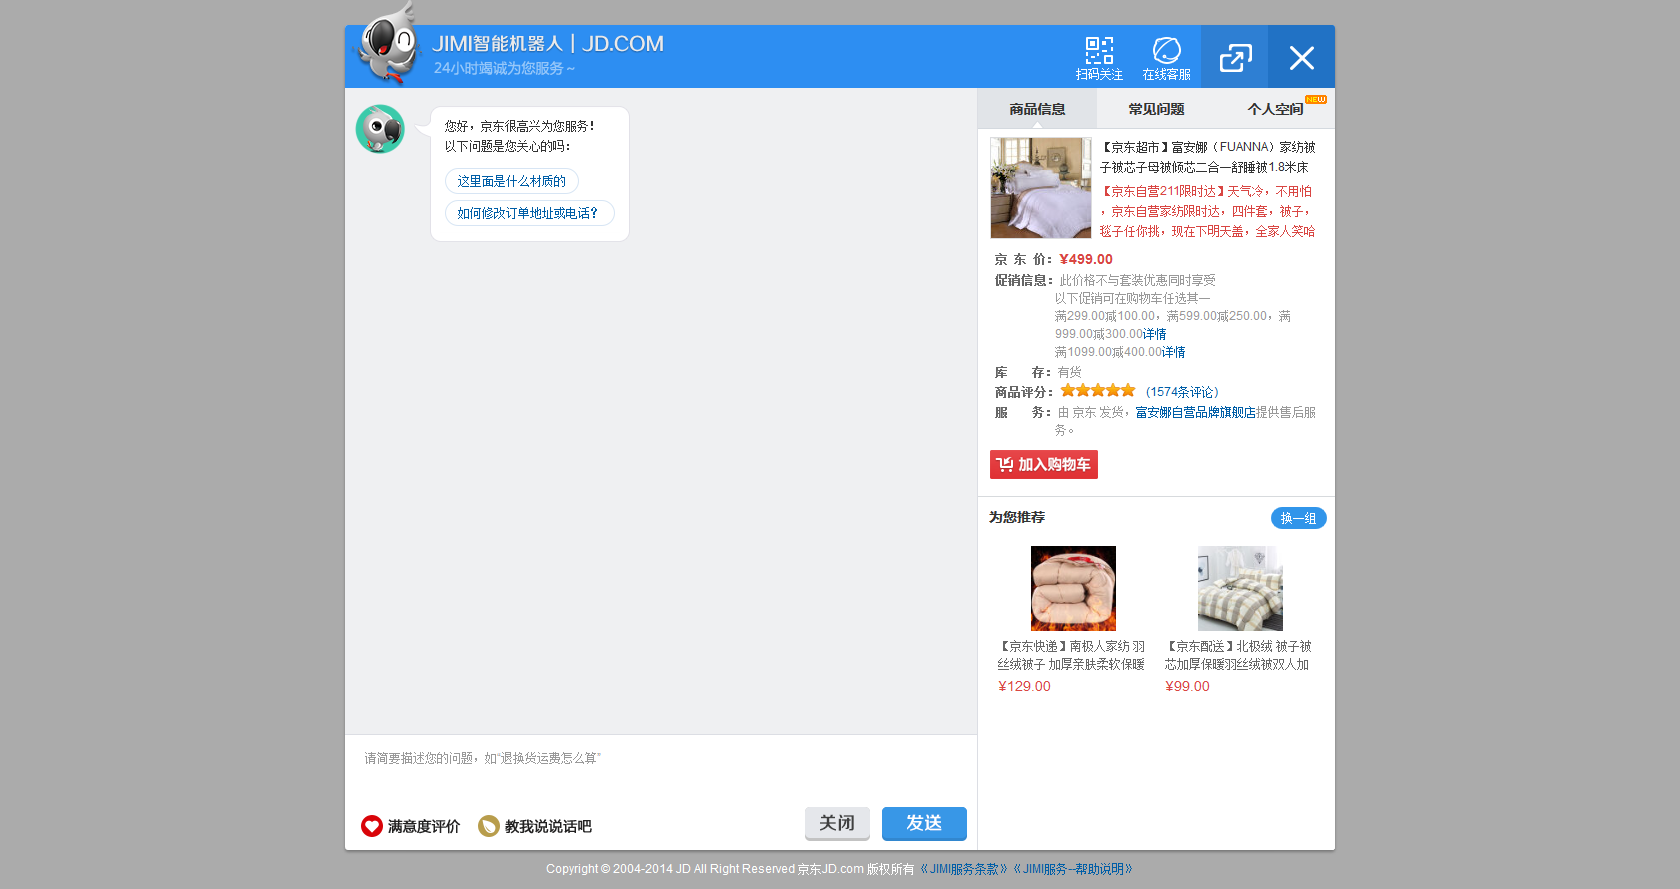 JIMI智能机器人 | JD.COM
24小时竭诚为您服务~
扫码关注
在线客服
您好，京东很高兴为您服务！
以下问题是您关心的吗：
这里面是什么材质的
如何修改订单地址或电话？
商品信息
常见问题
个人空间
NEW
【京东超市】富安娜（FUANNA）家纺被
子被芯子母被倾芯二合一舒睡被1.8米床
【京东自营211限时达】天气冷，不用怕
，京东自营家纺限时达，四件套，被子，
毯子任你挑，现在下明天盖，全家人笑哈
京 东 价：¥499.00
促销信息：此价格不与套装优惠同时享受
以下促销可在购物车任选其一
满299.00减100.00，满599.00减250.00，满
999.00减300.00详情
满1099.00减400.00详情
库 存：有货
商品评分： （1574条评论）
服 务：由 京东 发货，富安娜自营品牌旗舰店提供售后服
务。
加入购物车
为您推荐
换一组
【京东快递】南极人家纺 羽
丝绒被子 加厚亲肤柔软保暖
¥129.00
【京东配送】北极绒 被子被
芯加厚保暖羽丝绒被双人加
¥99.00
请简要描述您的问题，如“退换货运费怎么算”
满意度评价
教我说说话吧
关闭
发送
Copyright © 2004-2014 JD All Right Reserved 京东JD.com 版权所有 《JIMI服务条款》《JIMI服务--帮助说明》